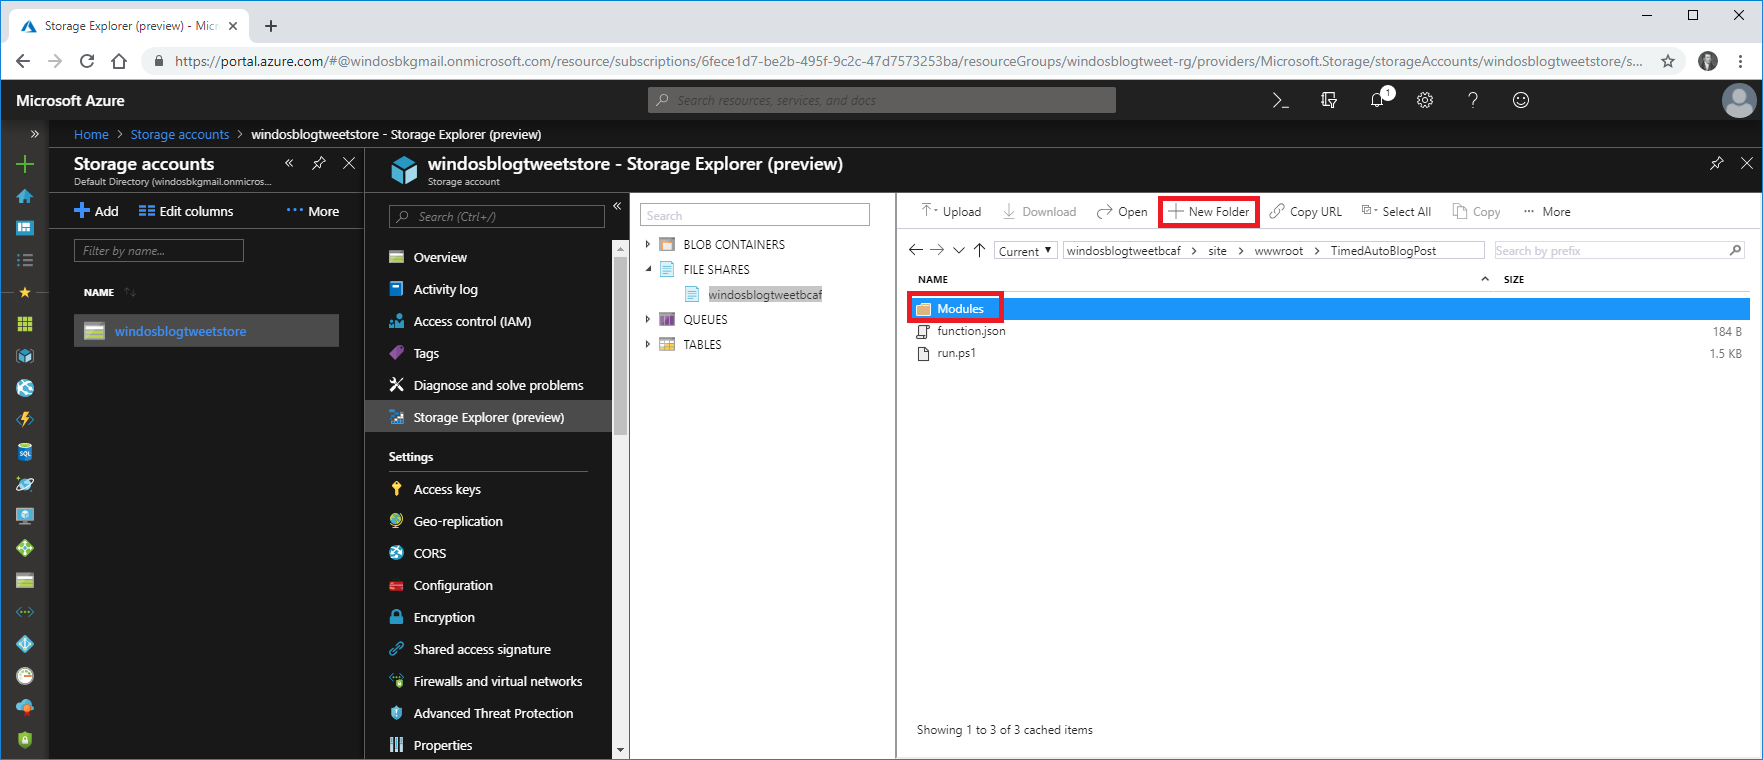 Storage Explorer (preview) - Micr
https://portal.azure.com/#@windosbkgmail.onmicrosoft.com/resource/subscriptions/6fece1d7-be2b-495f-9c2c-47d7573253ba/resourceGroups/windosblogtweet-rg/providers/Microsoft.Storage/storageAccounts/windosblogtweetstore/s...
Microsoft Azure
Search resources, services, and docs
1
Home > Storage accounts > windosblogtweetstore - Storage Explorer (preview)
Storage accounts
Default Directory (windosbkgmail.onmicros...
Add
Edit columns
More
Filter by name...
NAME
windosblogtweetstore
windosblogtweetstore - Storage Explorer (preview)
Storage account
Search (Ctrl+/)
Overview
Activity log
Access control (IAM)
Tags
Diagnose and solve problems
Storage Explorer (preview)
Settings
Access keys
Geo-replication
CORS
Configuration
Encryption
Shared access signature
Firewalls and virtual networks
Advanced Threat Protection
Properties
Search
BLOB CONTAINERS
FILE SHARES
windosblogtweetbcaf
QUEUES
TABLES
Upload
Download
Open
New Folder
Copy URL
Select All
Copy
More
Current
windosblogtweetbcaf > site > wwwroot > TimedAutoBlogPost
Search by prefix
NAME SIZE
Modules
function.json 184 B
run.ps1 1.5 KB
Showing 1 to 3 of 3 cached items
SQL